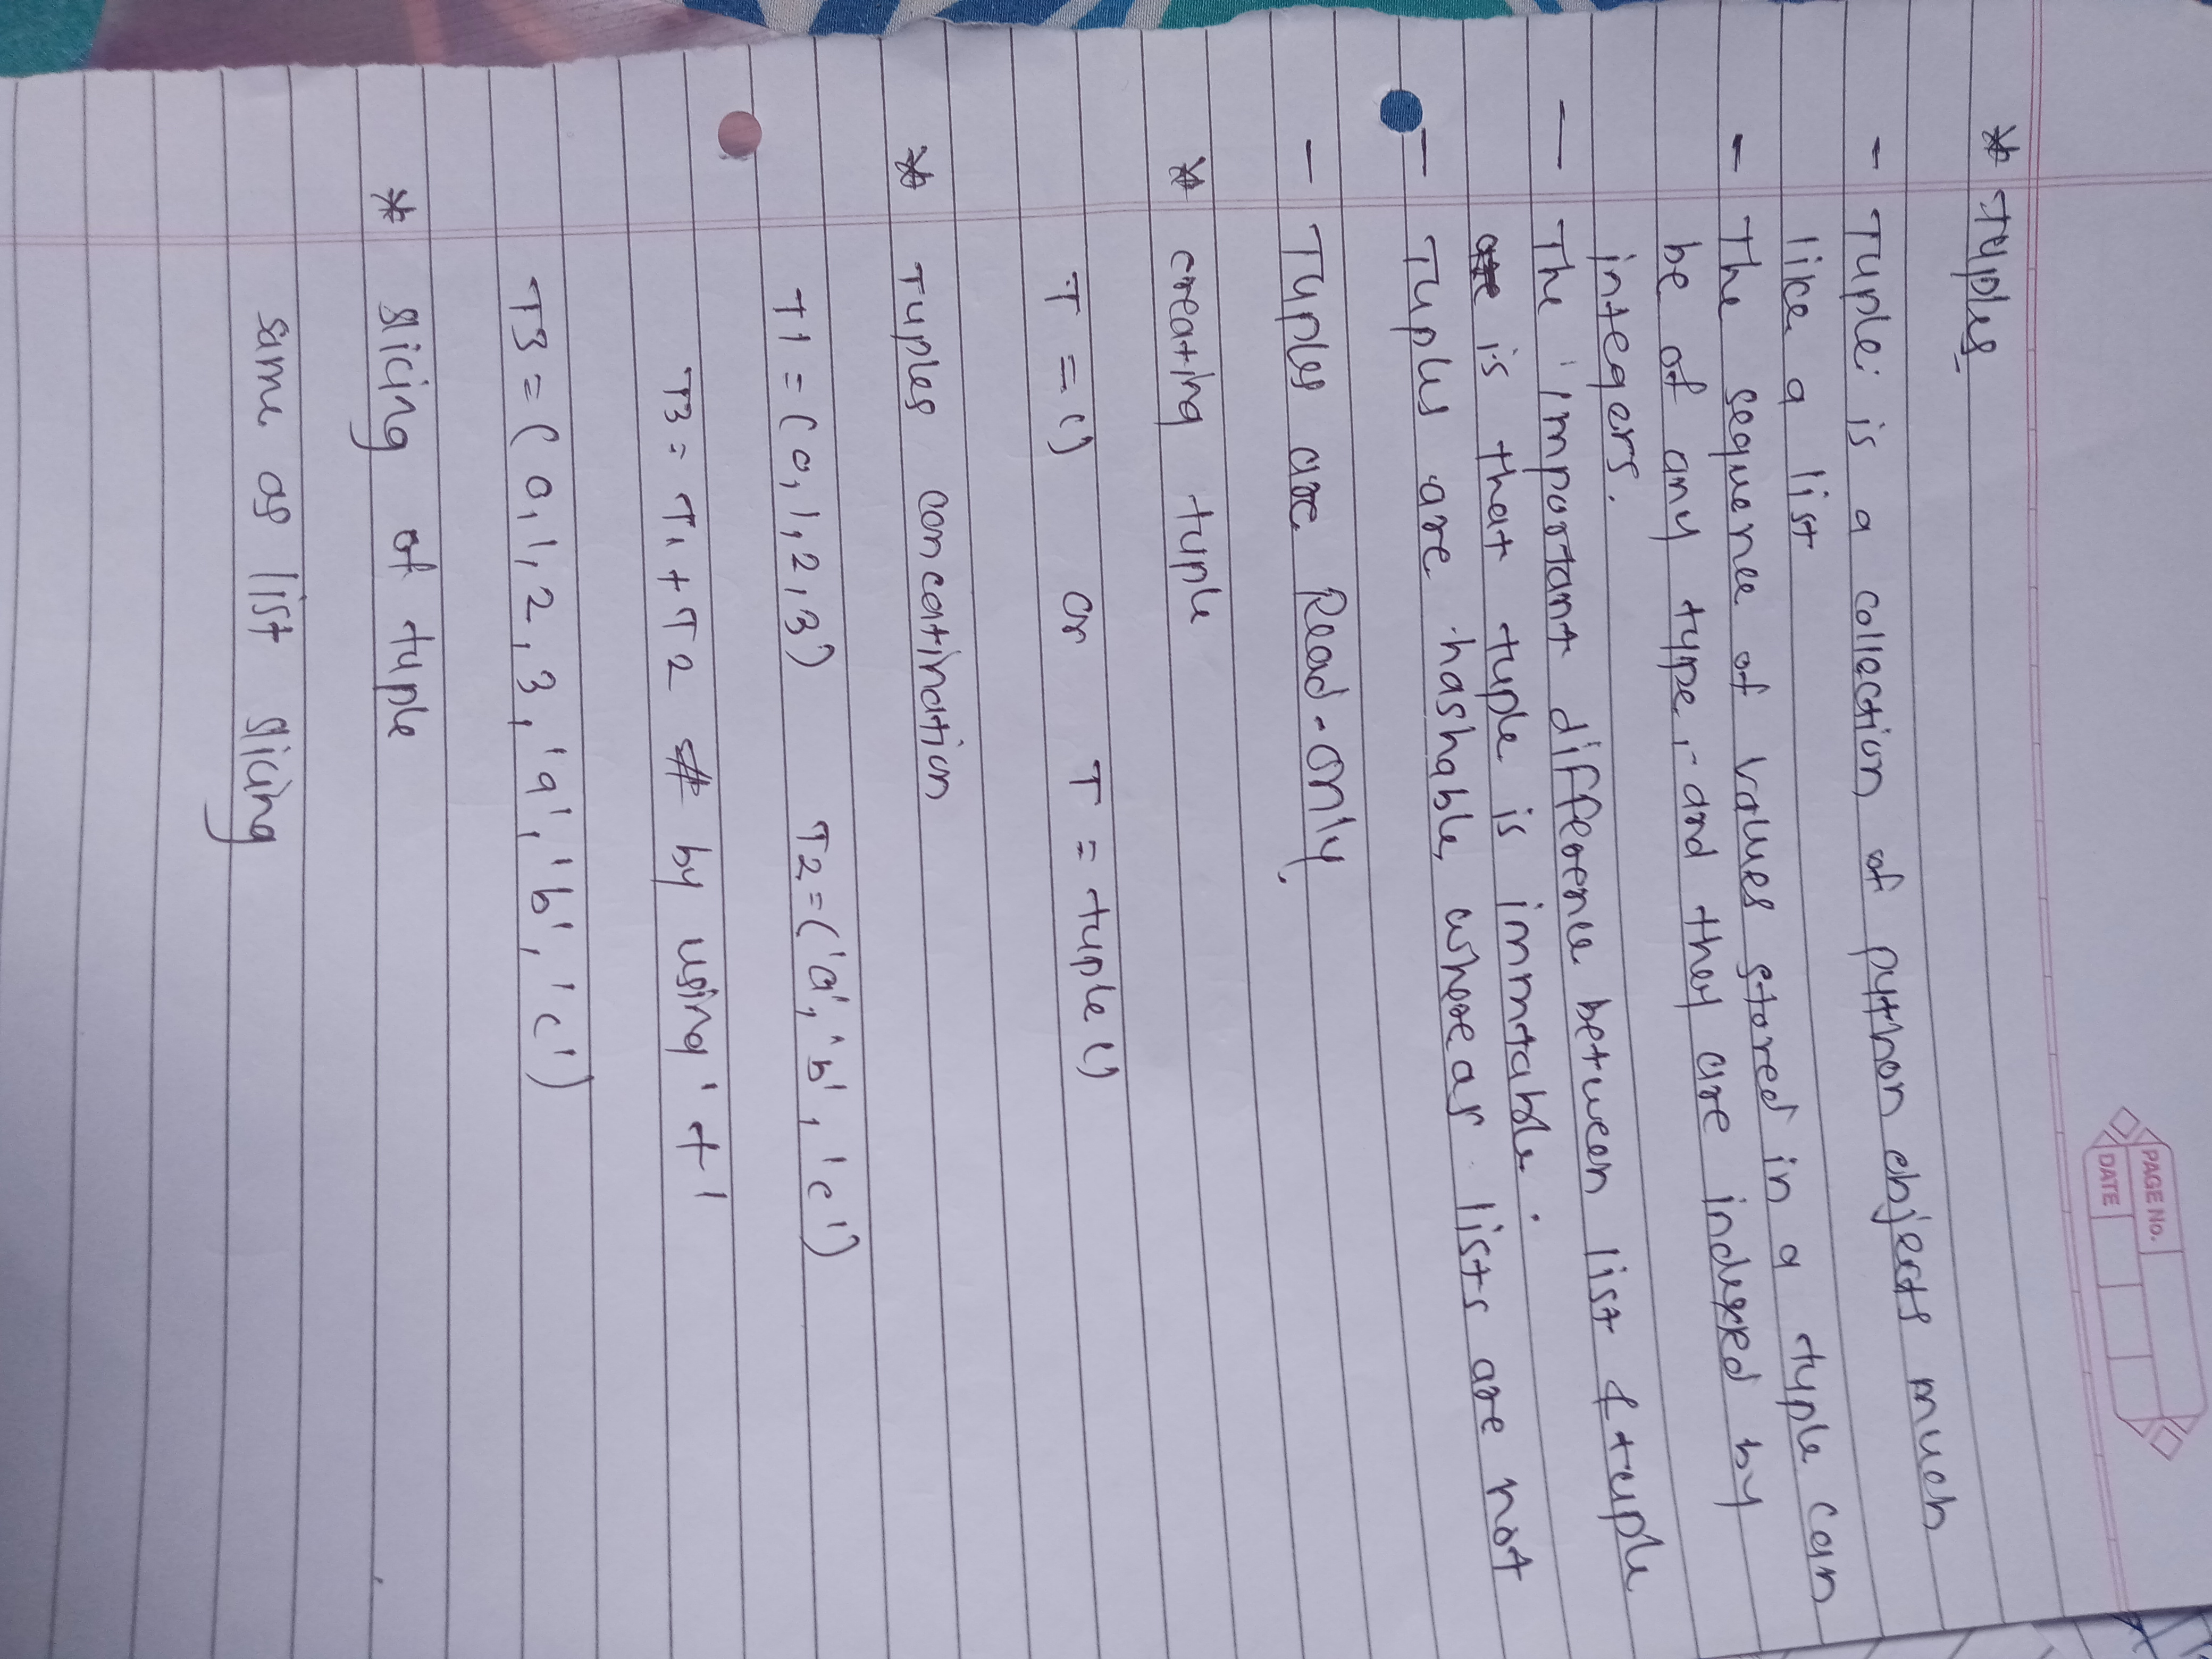 PAGE No.
DATE
* Tuples
- Tuple is a collection of python objects much
like a list
- The sequence of values stored in a tuple can
be of any type, and they are indexed by
integers.
- The important difference between list & tuple
are is that tuple is immtable.
- Tuples are hashable whereas lists are not
- Tuples are Read-only
* creating tuple
T = () or T = tuple ()
* Tuples concatination
T1 = (0, 1, 2, 3) T2 = ('a', 'b', 'c')
T3 = T1 + T2 # by using '+'
T3 = (0, 1, 2, 3, 'a', 'b', 'c')
* slicing of tuple
same as list slicing